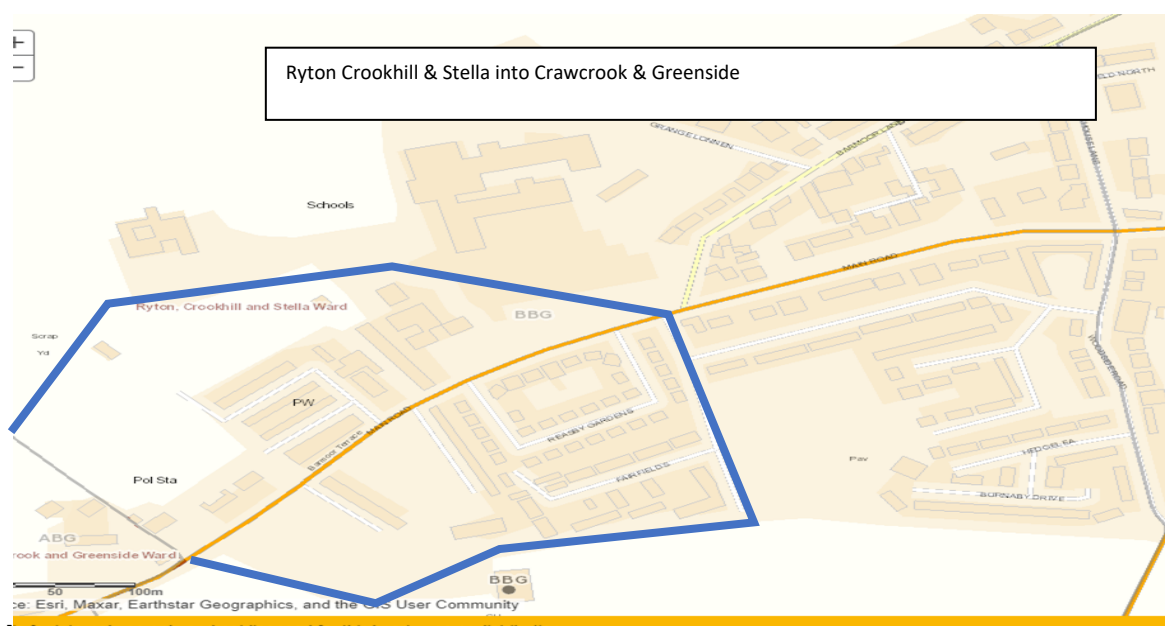 Ryton Crookhill & Stella into Crawcrook & Greenside
+
−
GRANGE LONNEN
Schools
MAIN ROAD
Ryton, Crookhill and Stella Ward
BBG
Scrap
Yd
PW
MAIN ROAD
Barmoor Terrace
REASBY GARDENS
FAIRFIELDS
Pav
BURNABY DRIVE
Pol Sta
ABG
rook and Greenside Ward
BBG
50 100m
ce: Esri, Maxar, Earthstar Geographics, and the GIS User Community